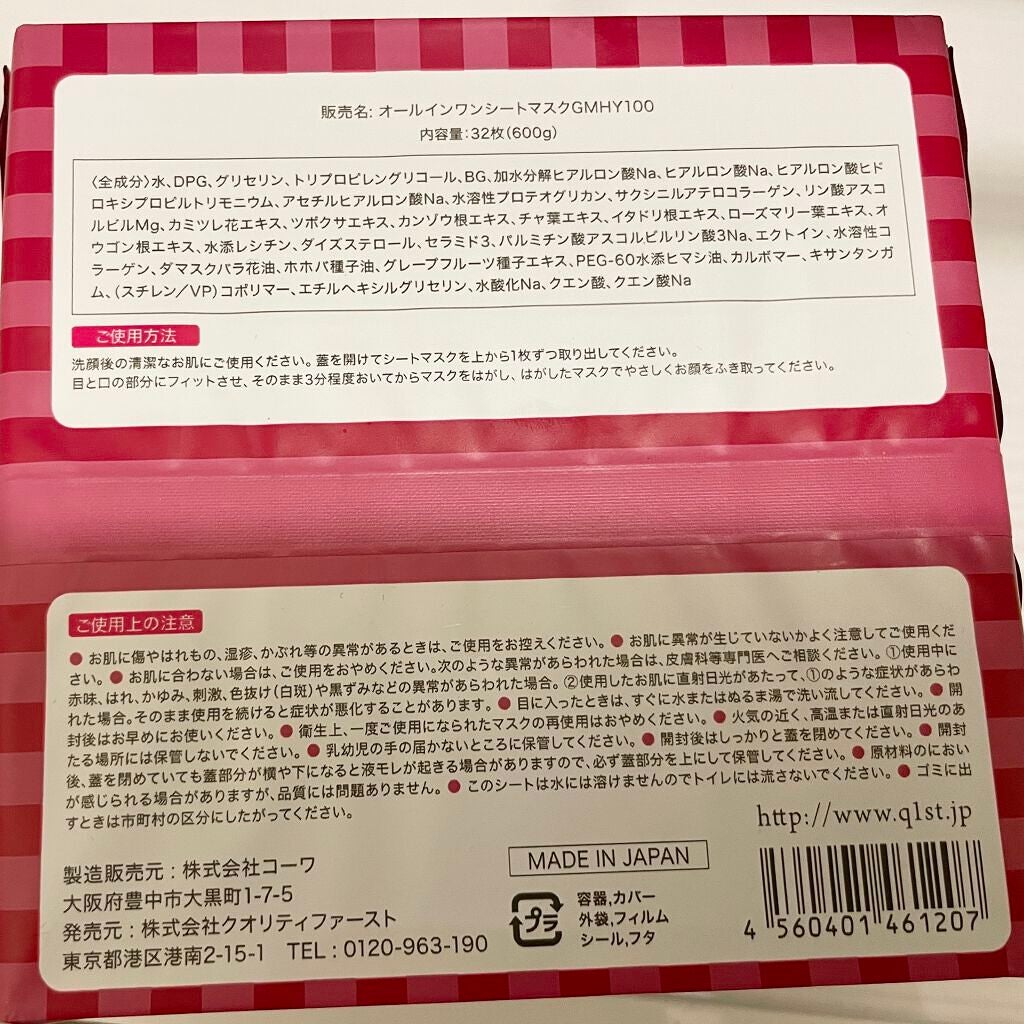 販売名: オールインワンシートマスクGMHY100
内容量:32枚(600g)
〈全成分〉水、DPG、グリセリン、トリプロピレングリコール、BG、加水分解ヒアルロン酸Na、ヒアルロン酸Na、ヒアルロン酸ヒド
ロキシプロピルトリモニウム、アセチルヒアルロン酸Na、水溶性プロテオグリカン、サクシニルアテロコラーゲン、リン酸アスコ
ルビルMg、カミツレ花エキス、ツボクサエキス、カンゾウ根エキス、チャ葉エキス、イタドリ根エキス、ローズマリー葉エキス、オ
ウゴン根エキス、水添レシチン、ダイズステロール、セラミド3、パルミチン酸アスコルビルリン酸3Na、エクトイン、水溶性コ
ラーゲン、ダマスクバラ花油、ホホバ種子油、グレープフルーツ種子エキス、PEG-60水添ヒマシ油、カルボマー、キサンタンガ
ム、(スチレン/VP)コポリマー、エチルヘキシルグリセリン、水酸化Na、クエン酸、クエン酸Na
ご使用方法
洗顔後の清潔なお肌にご使用ください。蓋を開けてシートマスクを上から1枚ずつ取り出してください。
目と口の部分にフィットさせ、そのまま3分程度おいてからマスクをはがし、はがしたマスクでやさしくお顔をふき取ってください。
ご使用上の注意
● お肌に傷やはれもの、湿疹、かぶれ等の異常があるときは、ご使用をお控えください。● お肌に異常が生じていないかよく注意してご使用くだ
さい。● お肌に合わない場合は、ご使用をおやめください。次のような異常があらわれた場合は、皮膚科等専門医へご相談ください。①使用中に
赤味、はれ、かゆみ、刺激、色抜け(白斑)や黒ずみなどの異常があらわれた場合。②使用したお肌に直射日光があたって、①のような症状があらわ
れた場合。そのまま使用を続けると症状が悪化することがあります。● 目に入ったときは、すぐに水またはぬるま湯で洗い流してください。● 開
封後はお早めにお使いください。● 衛生上、一度ご使用になられたマスクの再使用はおやめください。● 火気の近く、高温または直射日光のあ
たる場所には保管しないでください。● 乳幼児の手の届かないところに保管してください。● 開封後はしっかりと蓋を閉めてください。● 開封
後、蓋を閉めていても蓋部分が横や下になると液モレが起きる場合がありますので、必ず蓋部分を上にして保管してください。● 原材料のにおい
が感じられる場合がありますが、品質には問題ありません。● このシートは水には溶けませんのでトイレには流さないでください。● ゴミに出
すときは市町村の区分にしたがってください。
http://www.q1st.jp
製造販売元:株式会社コーワ
大阪府豊中市大黒町1-7-5
発売元:株式会社クオリティファースト
東京都港区港南2-15-1 TEL:0120-963-190
MADE IN JAPAN
プラ
容器,カバー
外袋,フィルム
シール,フタ
4 560401 461207